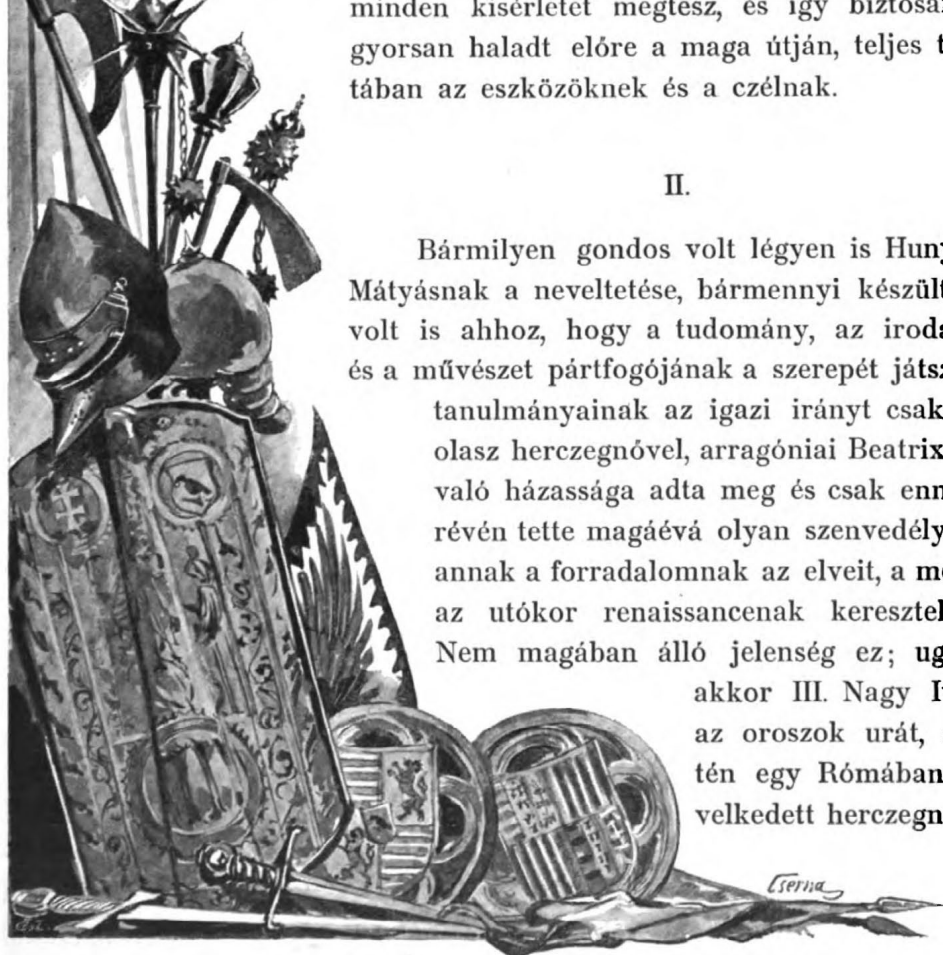 minden kisérletet megtesz, és így biztosa
gyorsan haladt előre a maga útján, teljes t
tában az eszközöknek és a czélnak.
II.
Bármilyen gondos volt légyen is Huny
Mátyásnak a neveltetése, bármennyi készült
volt is ahhoz, hogy a tudomány, az iroda
és a művészet pártfogójának a szerepét játsz
tanulmányainak az igazi irányt csak
olasz herczegnővel, arragóniai Beatrix
való házassága adta meg és csak enn
révén tette magáévá olyan szenvedély
annak a forradalomnak az elveit, a m
az utókor renaissancenak keresztel
Nem magában álló jelenség ez; ug
akkor III. Nagy I
az oroszok urát,
tén egy Rómában
velkedett herczegn
Cserna